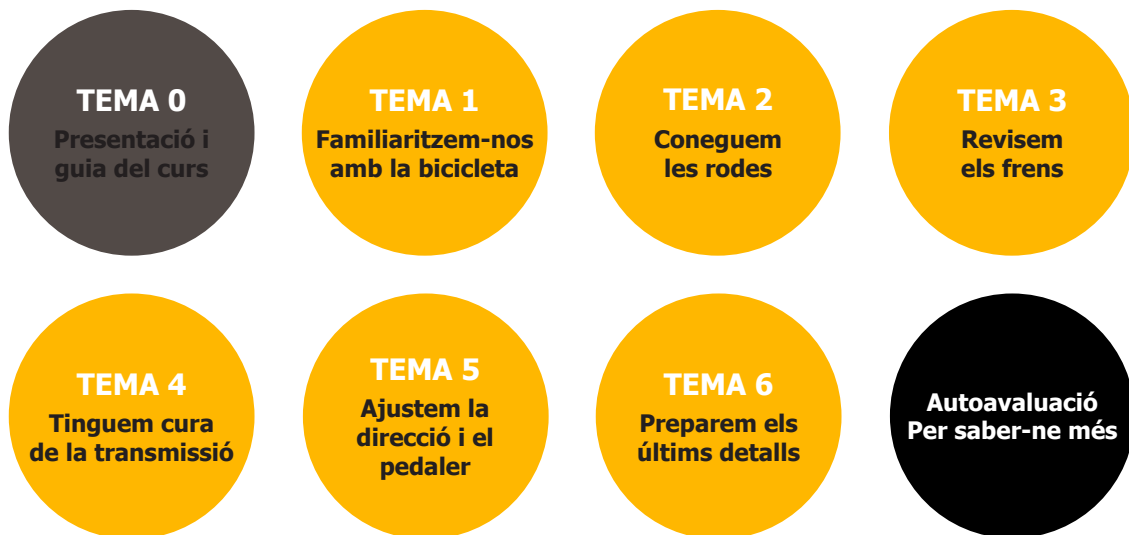 TEMA 0
Presentació i
guia del curs
TEMA 1
Familiaritzem-nos
amb la bicicleta
TEMA 2
Coneguem
les rodes
TEMA 3
Revisem
els frens
TEMA 4
Tinguem cura
de la transmissió
TEMA 5
Ajustem la
direcció i el
pedaler
TEMA 6
Preparem els
últims detalls
Autoavaluació
Per saber-ne més